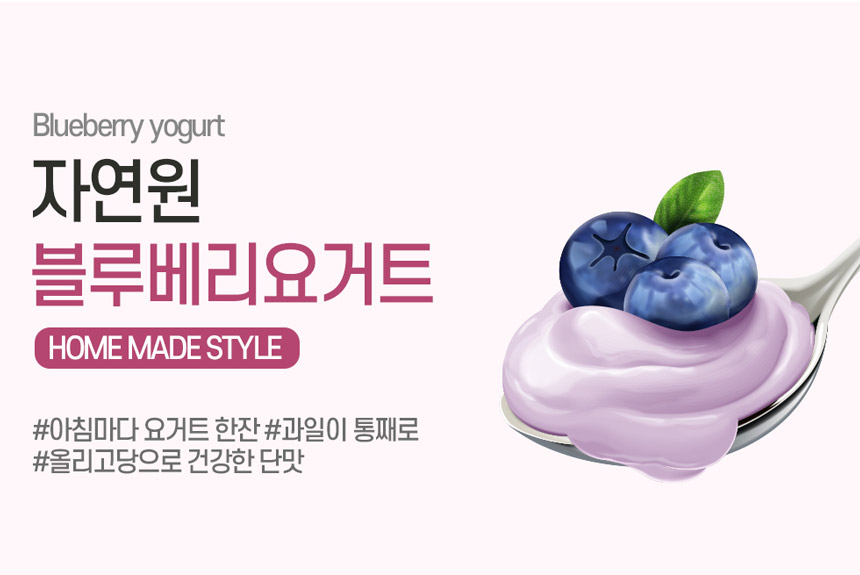 Blueberry yogurt
자연원
블루베리요거트
HOME MADE STYLE
#아침마다 요거트 한잔 #과일이 통째로
#올리고당으로 건강한 단맛